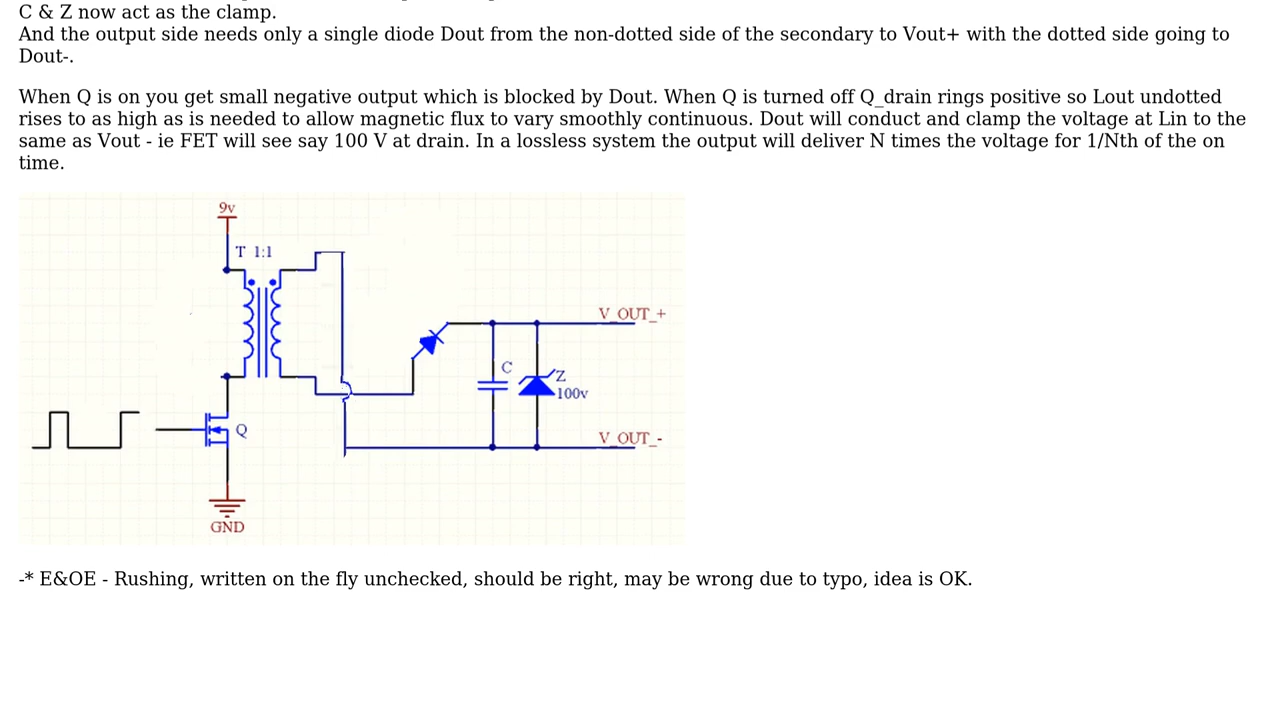 C & Z now act as the clamp.
And the output side needs only a single diode Dout from the non-dotted side of the secondary to Vout+ with the dotted side going to
Dout-.
When Q is on you get small negative output which is blocked by Dout. When Q is turned off Q_drain rings positive so Lout undotted
rises to as high as is needed to allow magnetic flux to vary smoothly continuous. Dout will conduct and clamp the voltage at Lin to the
same as Vout - ie FET will see say 100 V at drain. In a lossless system the output will deliver N times the voltage for 1/Nth of the on
time.
9v
T 1:1
V_OUT_+
C
Z
100v
Q
V_OUT_-
GND
-* E&OE - Rushing, written on the fly unchecked, should be right, may be wrong due to typo, idea is OK.